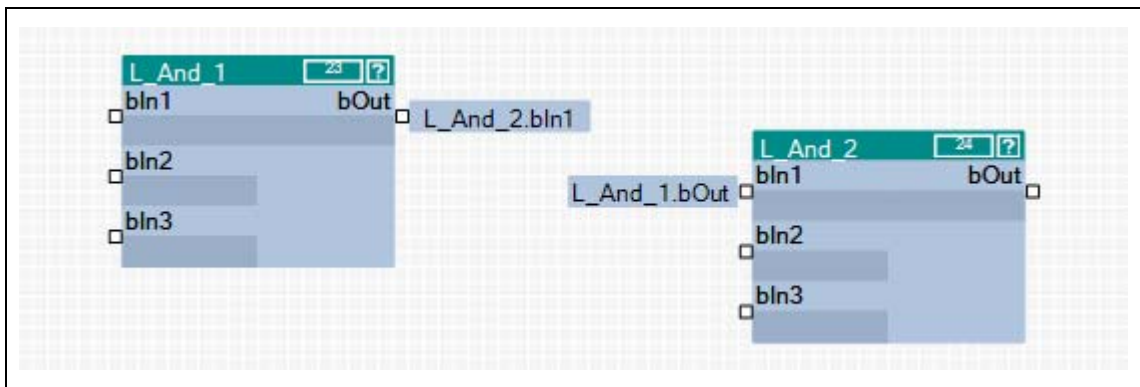 L_And_1 23 ?
bIn1 bOut
L_And_2.bIn1
bIn2
bIn3
L_And_2 24 ?
L_And_1.bOut
bIn1 bOut
bIn2
bIn3